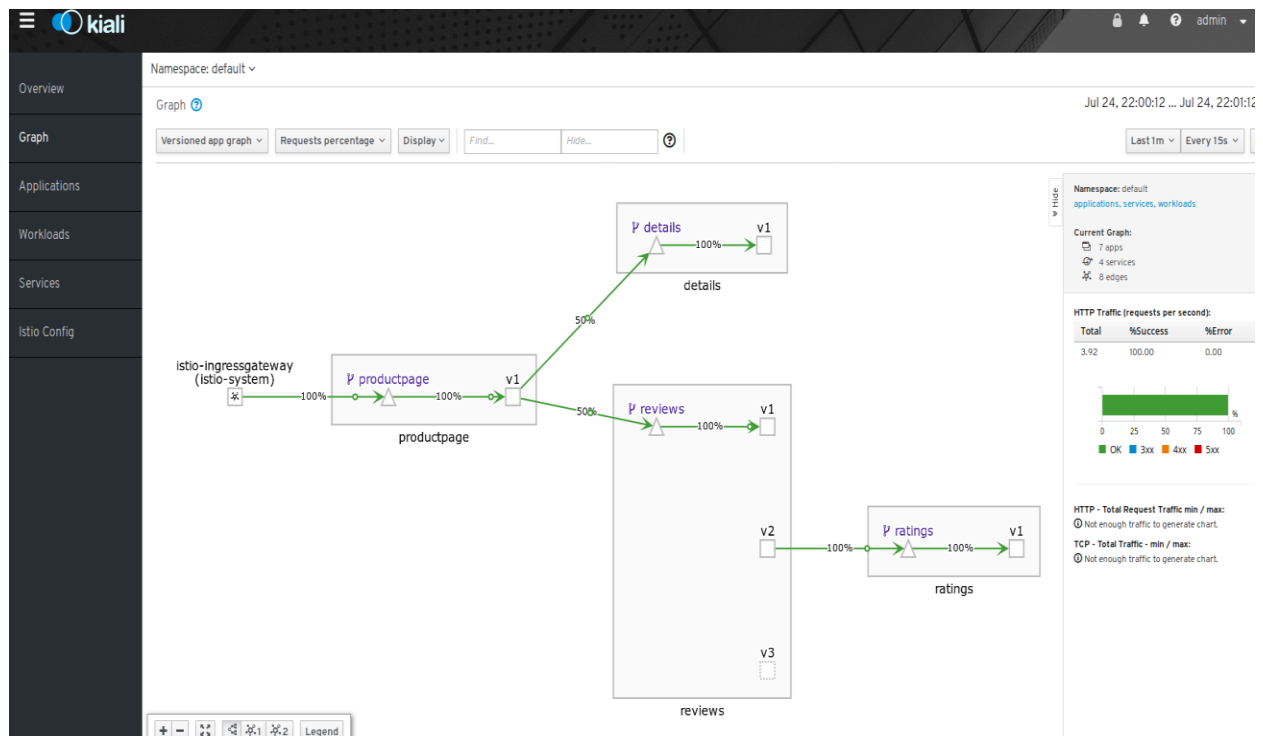 kiali
admin
Namespace: default
Overview
Graph
Applications
Workloads
Services
Istio Config
Graph
Jul 24, 22:00:12 ... Jul 24, 22:01:12
Versioned app graph
Requests percentage
Display
Find...
Hide...
Last 1m
Every 15s
details
v1
100%
details
50%
istio-ingressgateway
(istio-system)
100%
productpage
v1
100%
productpage
50%
reviews
v1
100%
v2
100%
ratings
v1
100%
ratings
v3
reviews
Hide
Namespace: default
applications, services, workloads
Current Graph:
7 apps
4 services
8 edges
HTTP Traffic (requests per second):
Total %Success %Error
3.92 100.00 0.00
%
0 25 50 75 100
OK 3xx 4xx 5xx
HTTP - Total Request Traffic min / max:
Not enough traffic to generate chart.
TCP - Total Traffic - min / max:
Not enough traffic to generate chart.
1 2 Legend